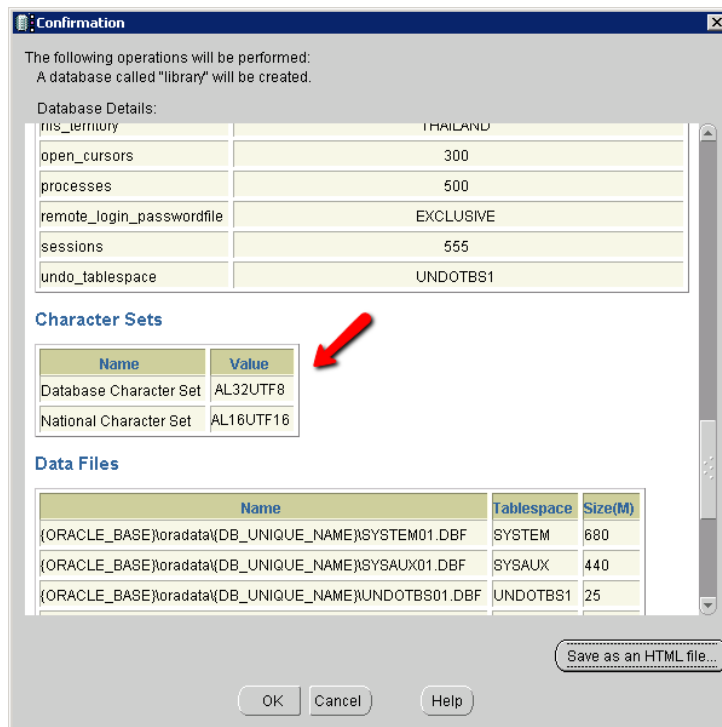 Confirmation
The following operations will be performed:
A database called "library" will be created.
Database Details:
nls_territory THAILAND
open_cursors 300
processes 500
remote_login_passwordfile EXCLUSIVE
sessions 555
undo_tablespace UNDOTBS1
Character Sets
Name Value
Database Character Set AL32UTF8
National Character Set AL16UTF16
Data Files
Name Tablespace Size(M)
{ORACLE_BASE}\oradata\{DB_UNIQUE_NAME}\SYSTEM01.DBF SYSTEM 680
{ORACLE_BASE}\oradata\{DB_UNIQUE_NAME}\SYSAUX01.DBF SYSAUX 440
{ORACLE_BASE}\oradata\{DB_UNIQUE_NAME}\UNDOTBS01.DBF UNDOTBS1 25
Save as an HTML file...
OK Cancel Help